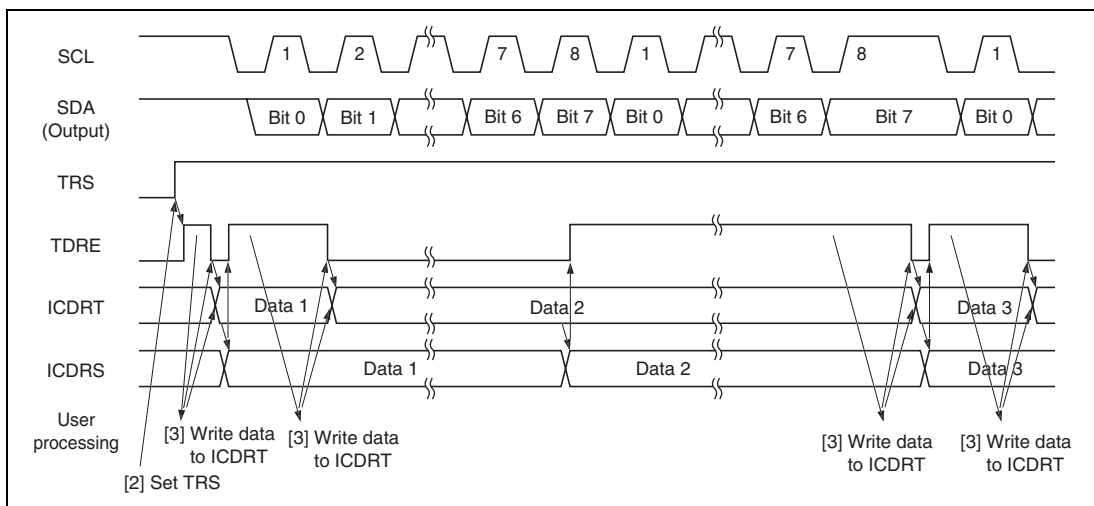 SCL
1
2
7
8
1
7
8
1
SDA
(Output)
Bit 0
Bit 1
Bit 6
Bit 7
Bit 0
Bit 6
Bit 7
Bit 0
TRS
TDRE
ICDRT
Data 1
Data 2
Data 3
ICDRS
Data 1
Data 2
Data 3
User
processing
[3] Write data
to ICDRT
[3] Write data
to ICDRT
[3] Write data
to ICDRT
[3] Write data
to ICDRT
[2] Set TRS